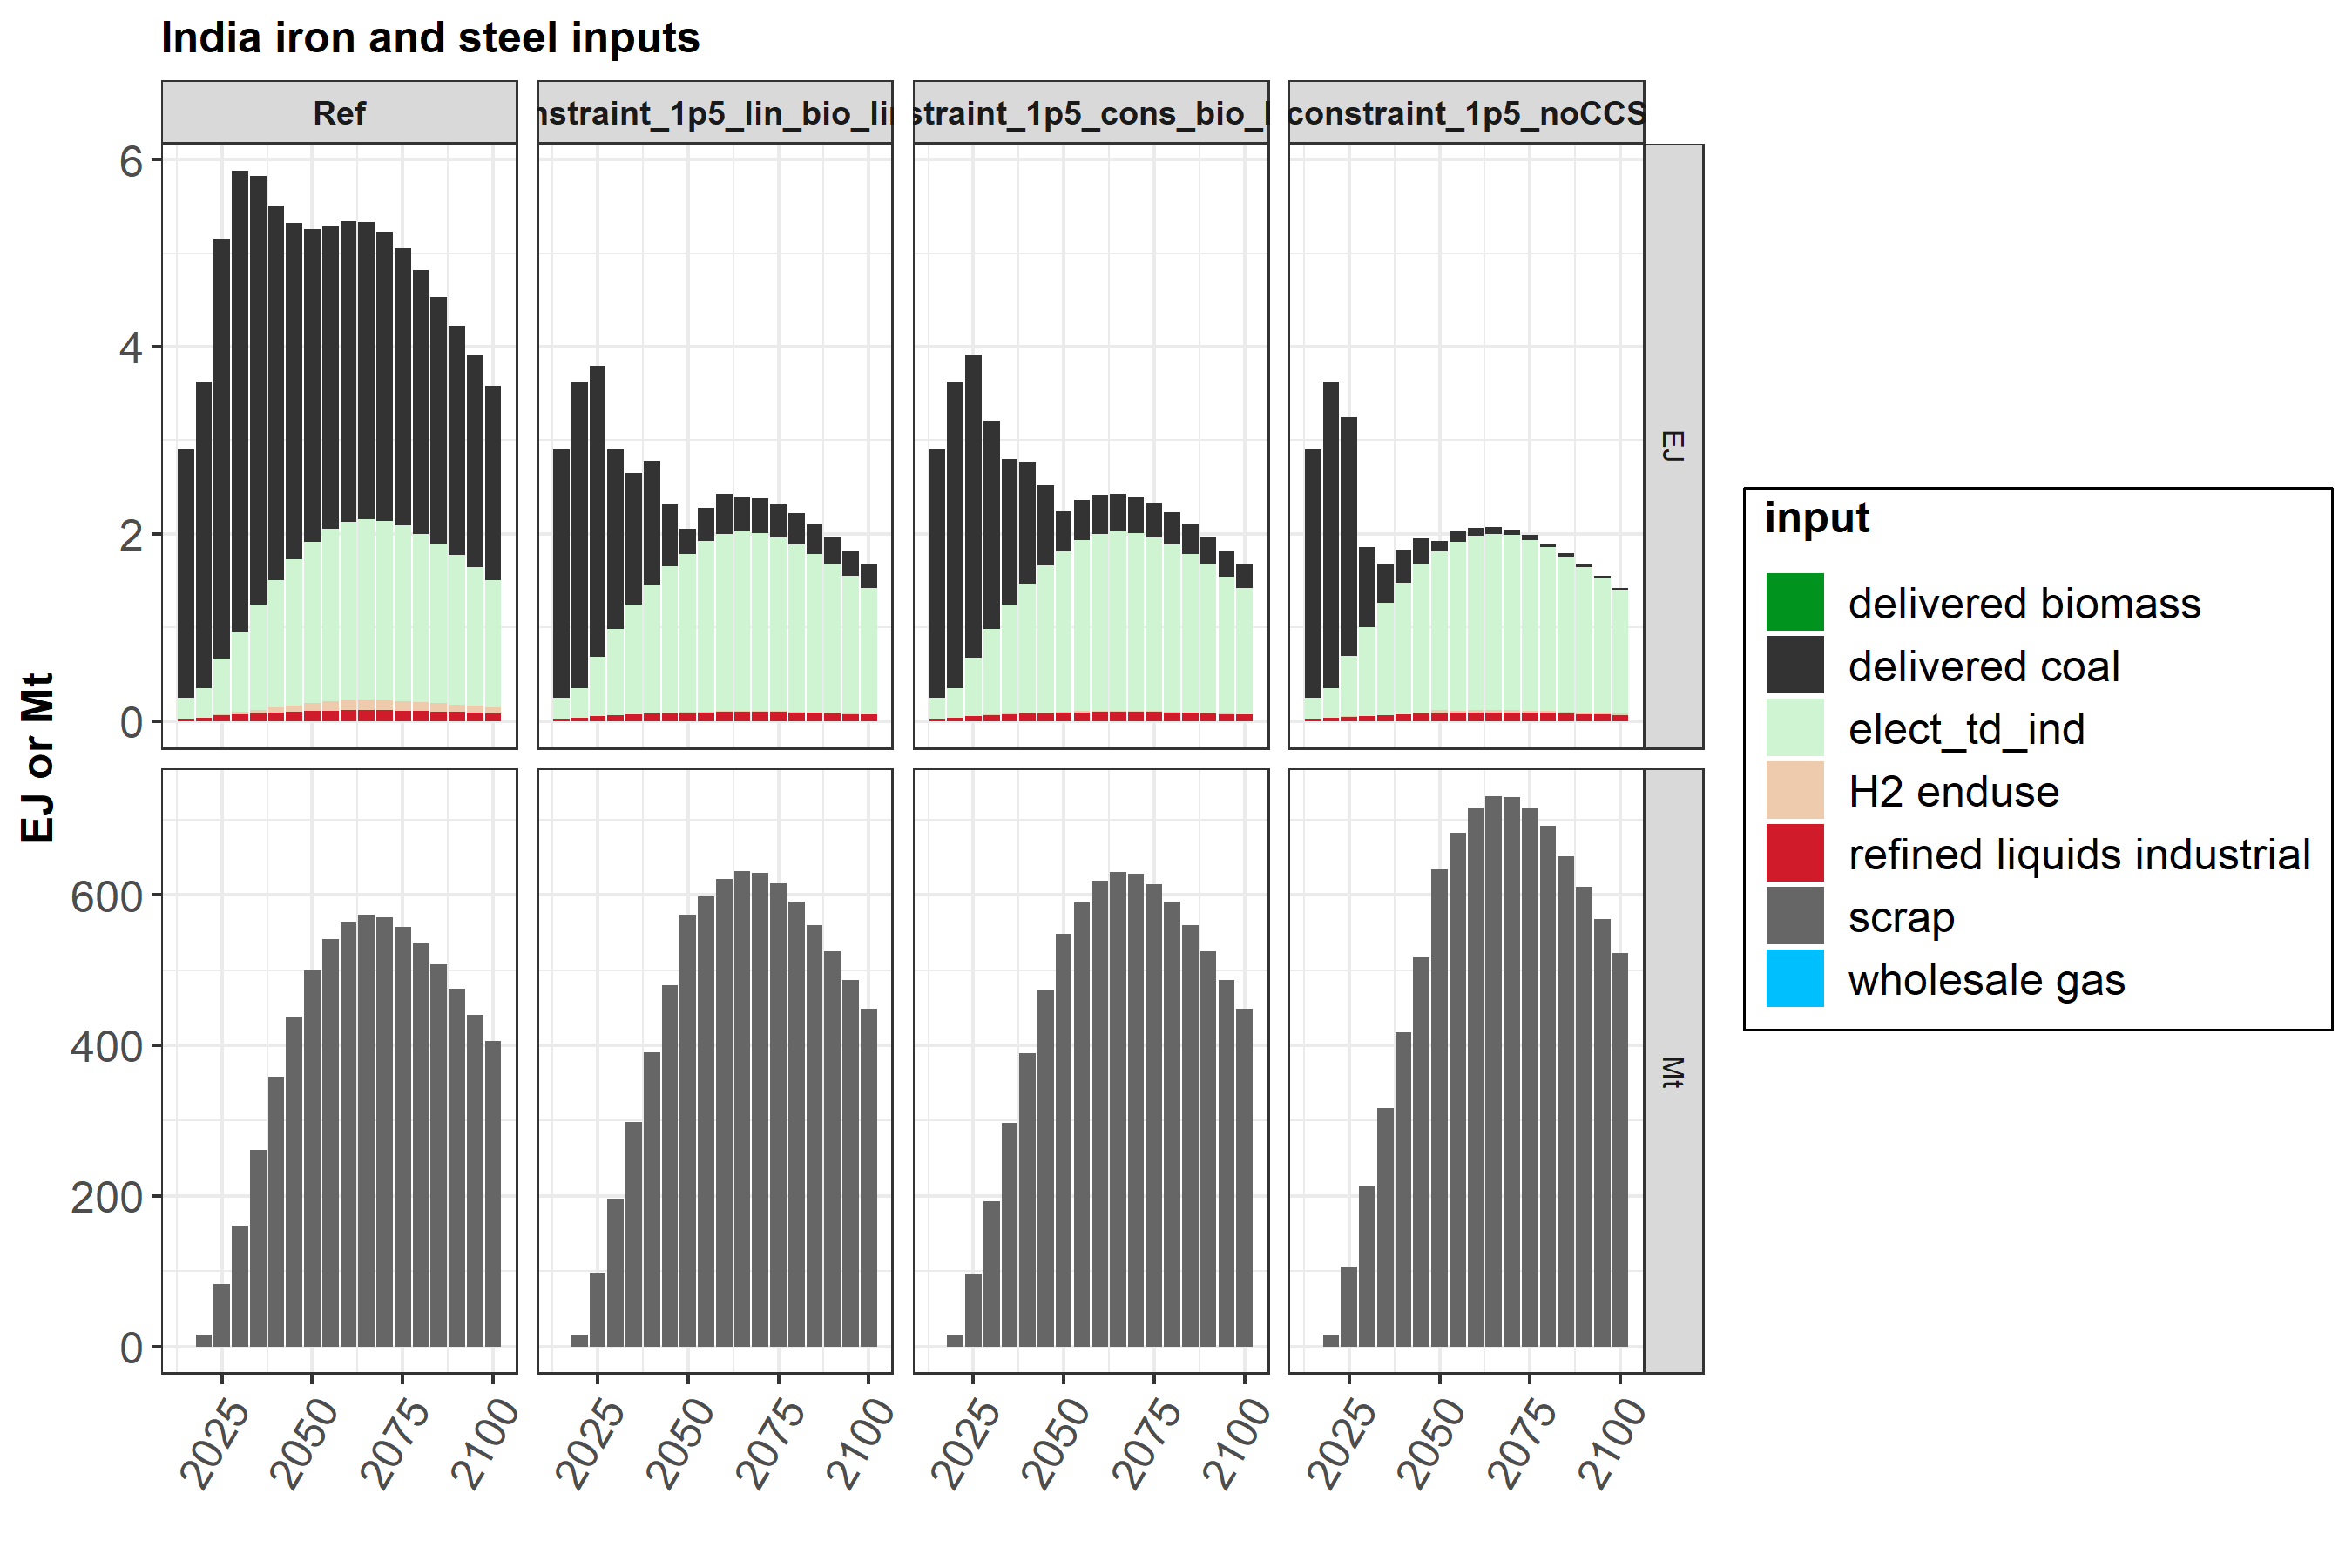 India iron and steel inputs
Ref
nstraint_1p5_lin_bio_li
straint_1p5_cons_bio_l
constraint_1p5_noCCS
6
4
2
0
EJ
EJ or Mt
600
400
200
0
Mt
2025
2050
2075
2100
2025
2050
2075
2100
2025
2050
2075
2100
2025
2050
2075
2100
input
delivered biomass
delivered coal
elect_td_ind
H2 enduse
refined liquids industrial
scrap
wholesale gas